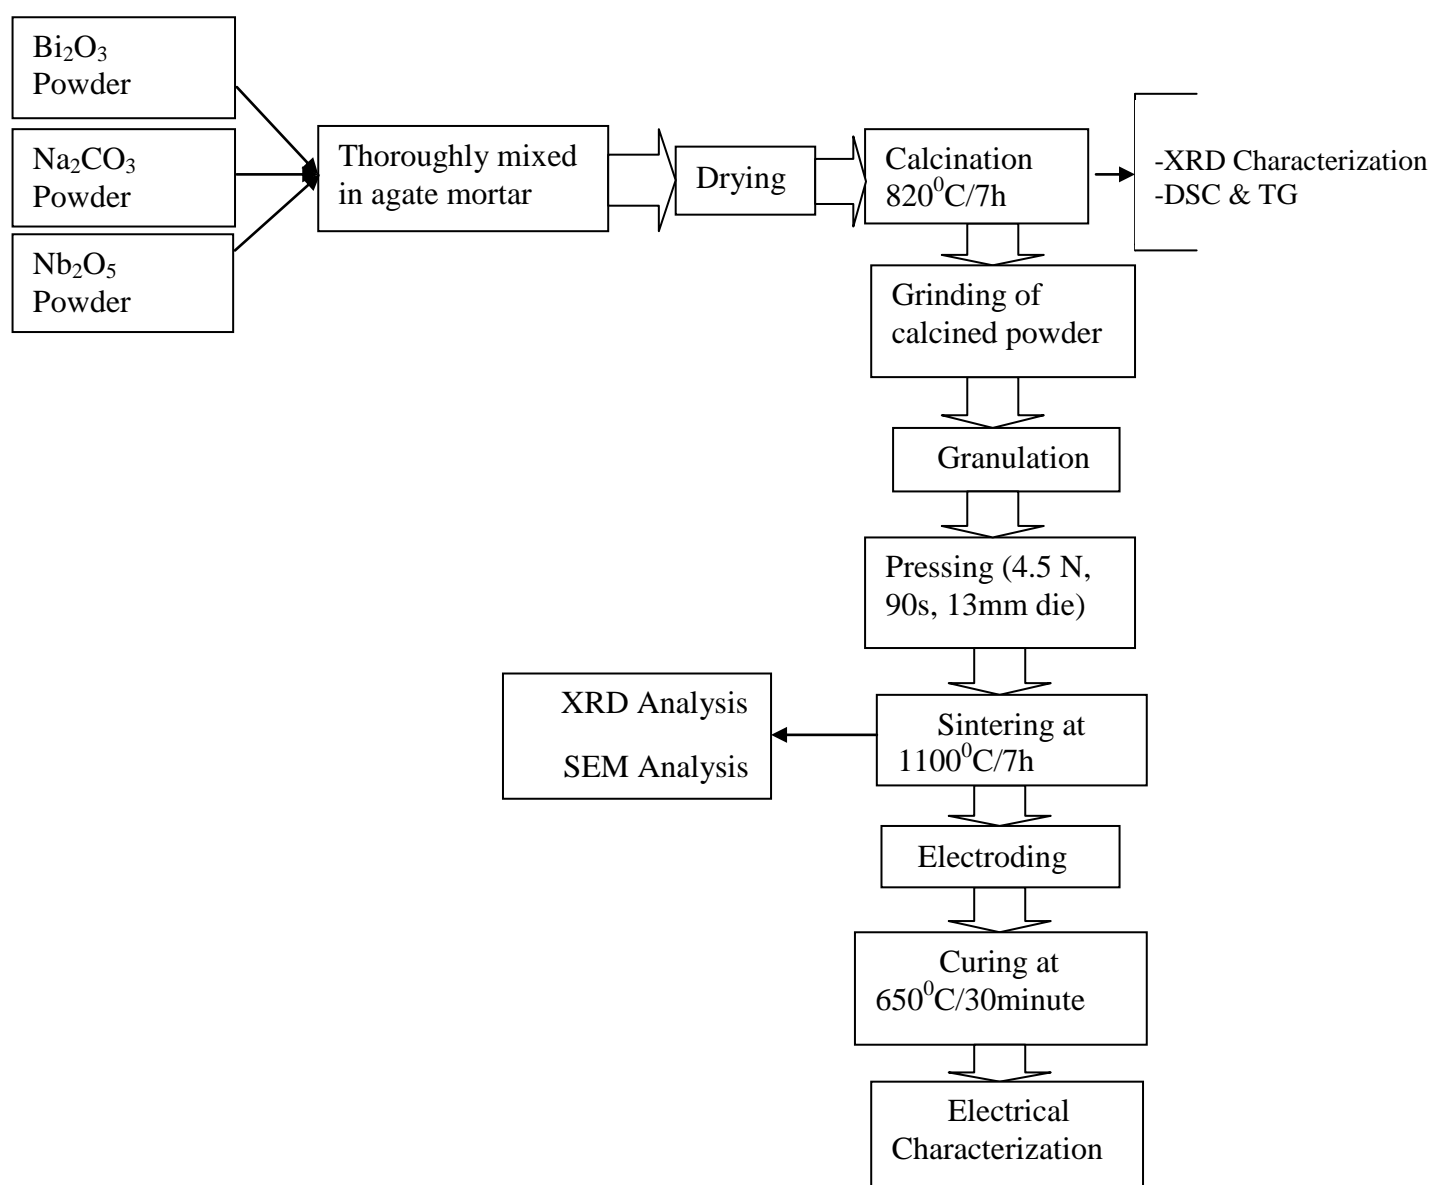 Bi₂O₃
Powder
Na₂CO₃
Powder
Nb₂O₅
Powder
Thoroughly mixed
in agate mortar
Drying
Calcination
820⁰C/7h
-XRD Characterization
-DSC & TG
Grinding of
calcined powder
Granulation
Pressing (4.5 N,
90s, 13mm die)
Sintering at
1100⁰C/7h
XRD Analysis
SEM Analysis
Electroding
Curing at
650⁰C/30minute
Electrical
Characterization